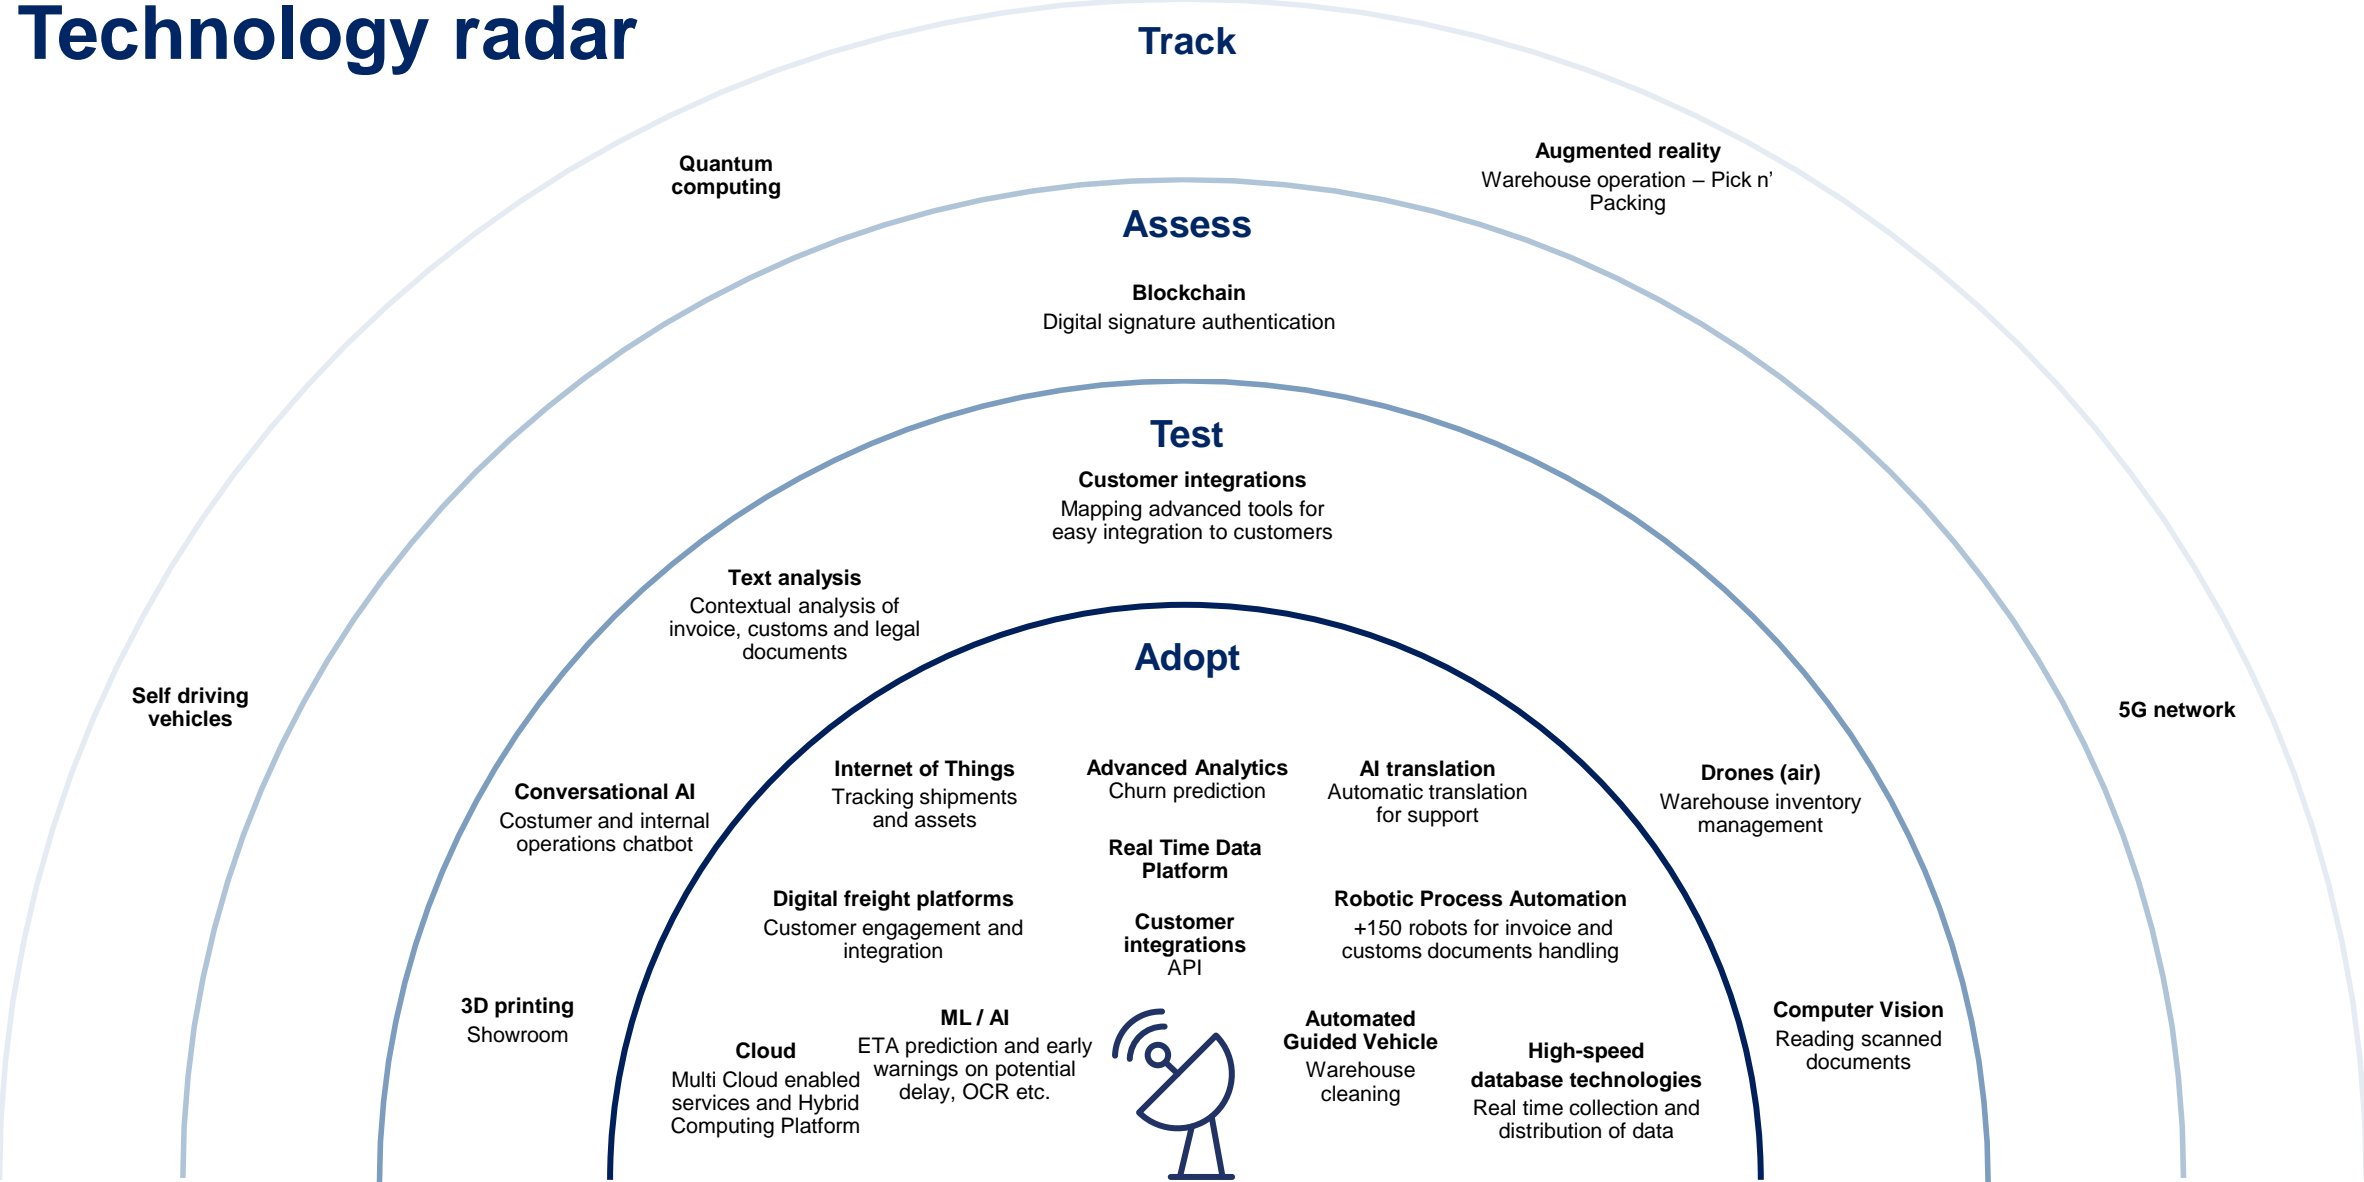 Technology radar
Track
Quantum
computing
Augmented reality
Warehouse operation – Pick n’
Packing
Assess
Blockchain
Digital signature authentication
Test
Customer integrations
Mapping advanced tools for
easy integration to customers
Text analysis
Contextual analysis of
invoice, customs and legal
documents
Self driving
vehicles
5G network
Conversational AI
Costumer and internal
operations chatbot
Drones (air)
Warehouse inventory
management
3D printing
Showroom
Computer Vision
Reading scanned
documents
Adopt
Internet of Things
Tracking shipments
and assets
Advanced Analytics
Churn prediction
AI translation
Automatic translation
for support
Real Time Data
Platform
Digital freight platforms
Customer engagement and
integration
Customer
integrations
API
Robotic Process Automation
+150 robots for invoice and
customs documents handling
Cloud
Multi Cloud enabled
services and Hybrid
Computing Platform
ML / AI
ETA prediction and early
warnings on potential
delay, OCR etc.
Automated
Guided Vehicle
Warehouse
cleaning
High-speed
database technologies
Real time collection and
distribution of data